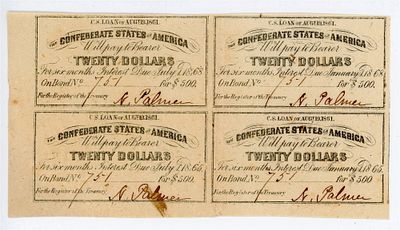 C.S. LOAN OF AUG.19,1861.
THE CONFEDERATE STATES OF AMERICA
Will pay to Bearer
TWENTY DOLLARS
For six months Interest Due July 1,1868
On Bond, No. 757 for $ 500.
For the Register of the Treasury
A. Palmer
C.S. LOAN OF AUG.19,1861.
THE CONFEDERATE STATES OF AMERICA
Will pay to Bearer
TWENTY DOLLARS
For six months Interest Due January 1,1868.
On Bond, No. 757 for $ 500.
For the Register of the Treasury
A. Palmer
C.S. LOAN OF AUG.19,1861.
THE CONFEDERATE STATES OF AMERICA
Will pay to Bearer
TWENTY DOLLARS
For six months Interest Due July 1,1865.
On Bond, No. 757 for $ 500.
For the Register of the Treasury
A. Palmer
C.S. LOAN OF AUG.19,1861.
THE CONFEDERATE STATES OF AMERICA
Will pay to Bearer
TWENTY DOLLARS
For six months Interest Due January 1,1865.
On Bond, No. 757 for $ 500.
For the Register of the Treasury
A. Palmer